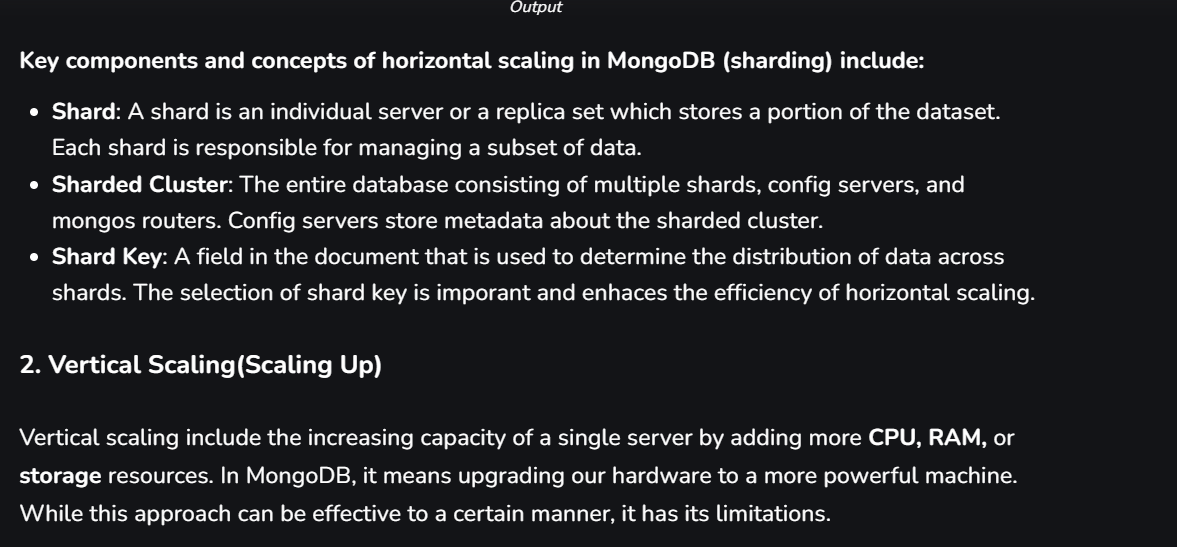 Output
Key components and concepts of horizontal scaling in MongoDB (sharding) include:
• Shard: A shard is an individual server or a replica set which stores a portion of the dataset.
Each shard is responsible for managing a subset of data.
• Sharded Cluster: The entire database consisting of multiple shards, config servers, and
mongos routers. Config servers store metadata about the sharded cluster.
• Shard Key: A field in the document that is used to determine the distribution of data across
shards. The selection of shard key is imporant and enhaces the efficiency of horizontal scaling.
2. Vertical Scaling(Scaling Up)
Vertical scaling include the increasing capacity of a single server by adding more CPU, RAM, or
storage resources. In MongoDB, it means upgrading our hardware to a more powerful machine.
While this approach can be effective to a certain manner, it has its limitations.